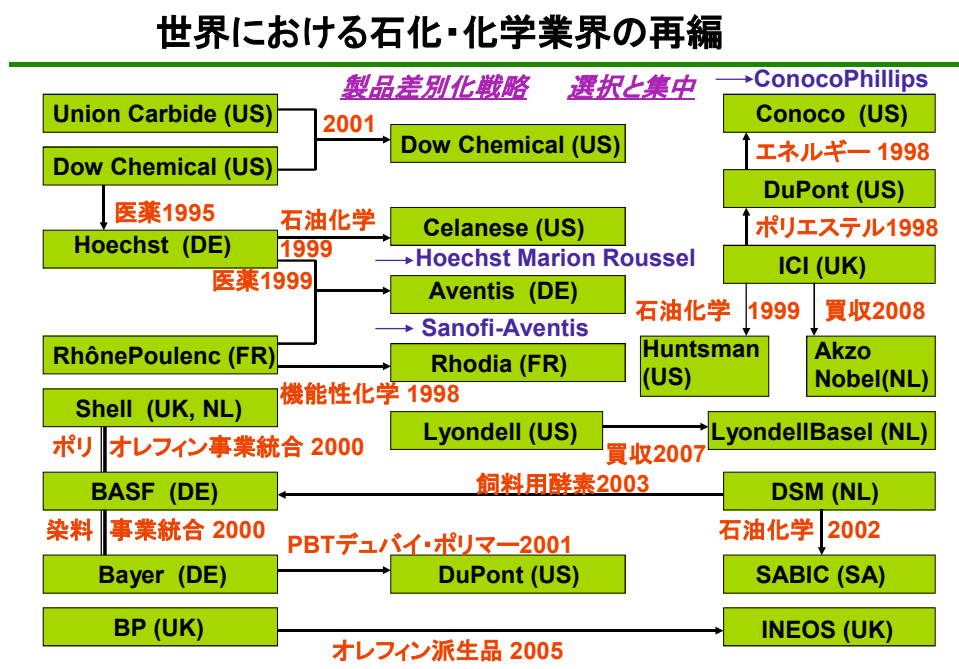 世界における石化・化学業界の再編
製品差別化戦略 選択と集中
ConocoPhillips
Union Carbide (US)
2001
Dow Chemical (US)
Dow Chemical (US)
Conoco (US)
エネルギー 1998
DuPont (US)
医薬1995
石油化学
1999
Celanese (US)
ポリエステル1998
Hoechst (DE)
Hoechst Marion Roussel
ICI (UK)
医薬1999
Aventis (DE)
石油化学 1999
買収2008
Sanofi-Aventis
RhônePoulenc (FR)
Rhodia (FR)
Huntsman
(US)
Akzo
Nobel(NL)
機能性化学 1998
Shell (UK, NL)
Lyondell (US)
LyondellBasel (NL)
買収2007
ポリ オレフィン事業統合 2000
飼料用酵素2003
BASF (DE)
DSM (NL)
染料 事業統合 2000
石油化学 2002
PBTデュバイ・ポリマー2001
Bayer (DE)
DuPont (US)
SABIC (SA)
BP (UK)
INEOS (UK)
オレフィン派生品 2005